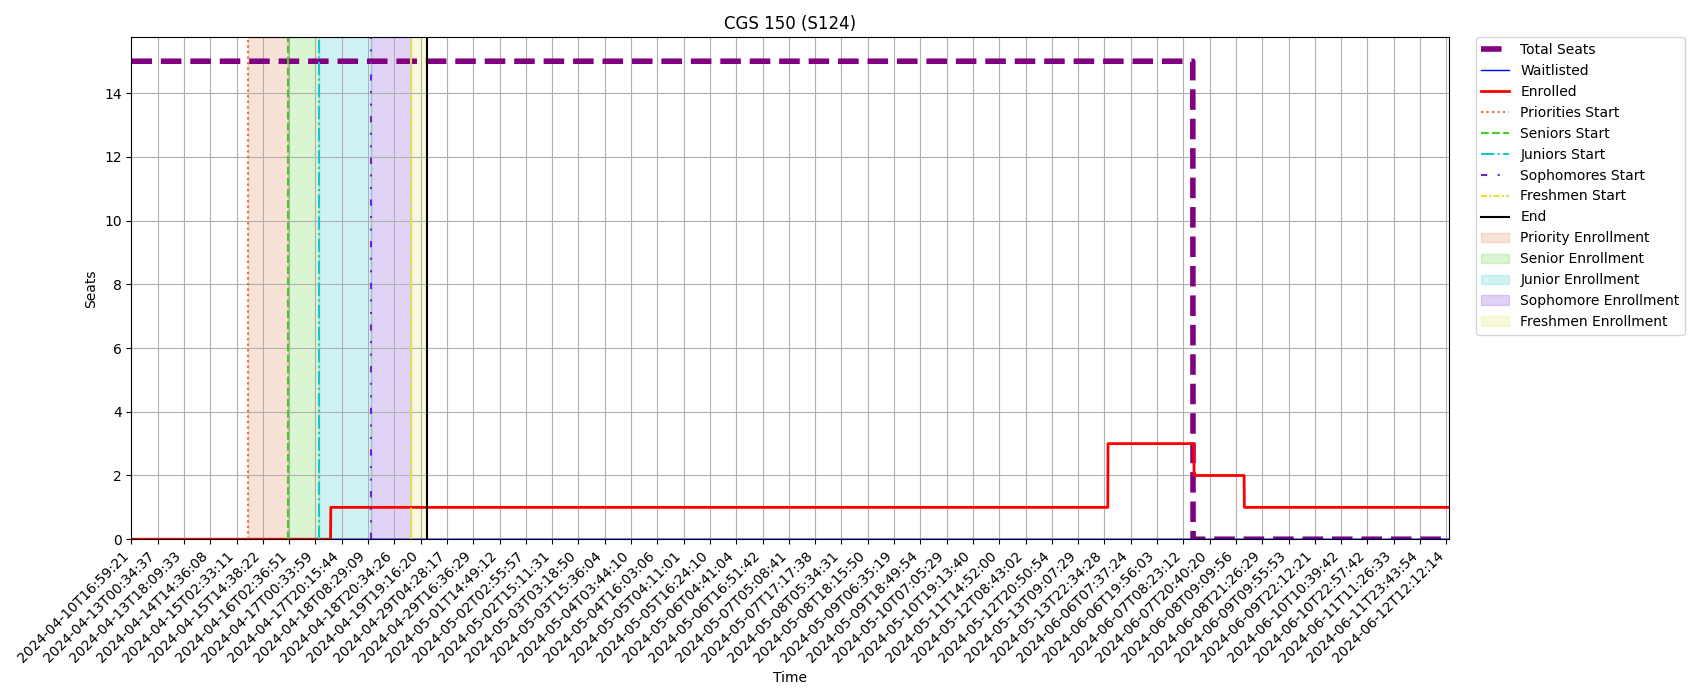 CGS 150 (S124)
Seats
14
12
10
8
6
4
2
0
2024-04-10T16:59:21
2024-04-13T00:34:37
2024-04-13T18:09:33
2024-04-14T14:36:08
2024-04-15T02:33:11
2024-04-15T14:38:22
2024-04-16T02:36:51
2024-04-17T00:33:59
2024-04-17T20:15:44
2024-04-18T08:29:09
2024-04-18T20:34:26
2024-04-19T19:16:20
2024-04-29T04:28:17
2024-04-29T16:36:29
2024-05-01T14:49:12
2024-05-02T02:55:57
2024-05-02T15:11:31
2024-05-03T03:18:50
2024-05-03T15:36:04
2024-05-04T03:44:10
2024-05-04T16:03:06
2024-05-05T04:11:01
2024-05-05T16:24:10
2024-05-06T04:41:04
2024-05-06T16:51:42
2024-05-07T05:08:41
2024-05-07T17:17:38
2024-05-08T05:34:31
2024-05-08T18:15:50
2024-05-09T06:35:19
2024-05-09T18:49:54
2024-05-10T07:05:29
2024-05-10T19:13:40
2024-05-11T14:52:00
2024-05-12T08:43:02
2024-05-12T20:50:54
2024-05-13T09:07:29
2024-05-13T22:34:28
2024-06-06T07:37:24
2024-06-06T19:56:03
2024-06-07T08:23:12
2024-06-07T20:40:20
2024-06-08T09:09:56
2024-06-08T21:26:29
2024-06-09T09:55:53
2024-06-09T22:12:21
2024-06-10T10:39:42
2024-06-10T22:57:42
2024-06-11T11:26:33
2024-06-11T23:43:54
2024-06-12T12:12:14
Time
Total Seats
Waitlisted
Enrolled
Priorities Start
Seniors Start
Juniors Start
Sophomores Start
Freshmen Start
End
Priority Enrollment
Senior Enrollment
Junior Enrollment
Sophomore Enrollment
Freshmen Enrollment